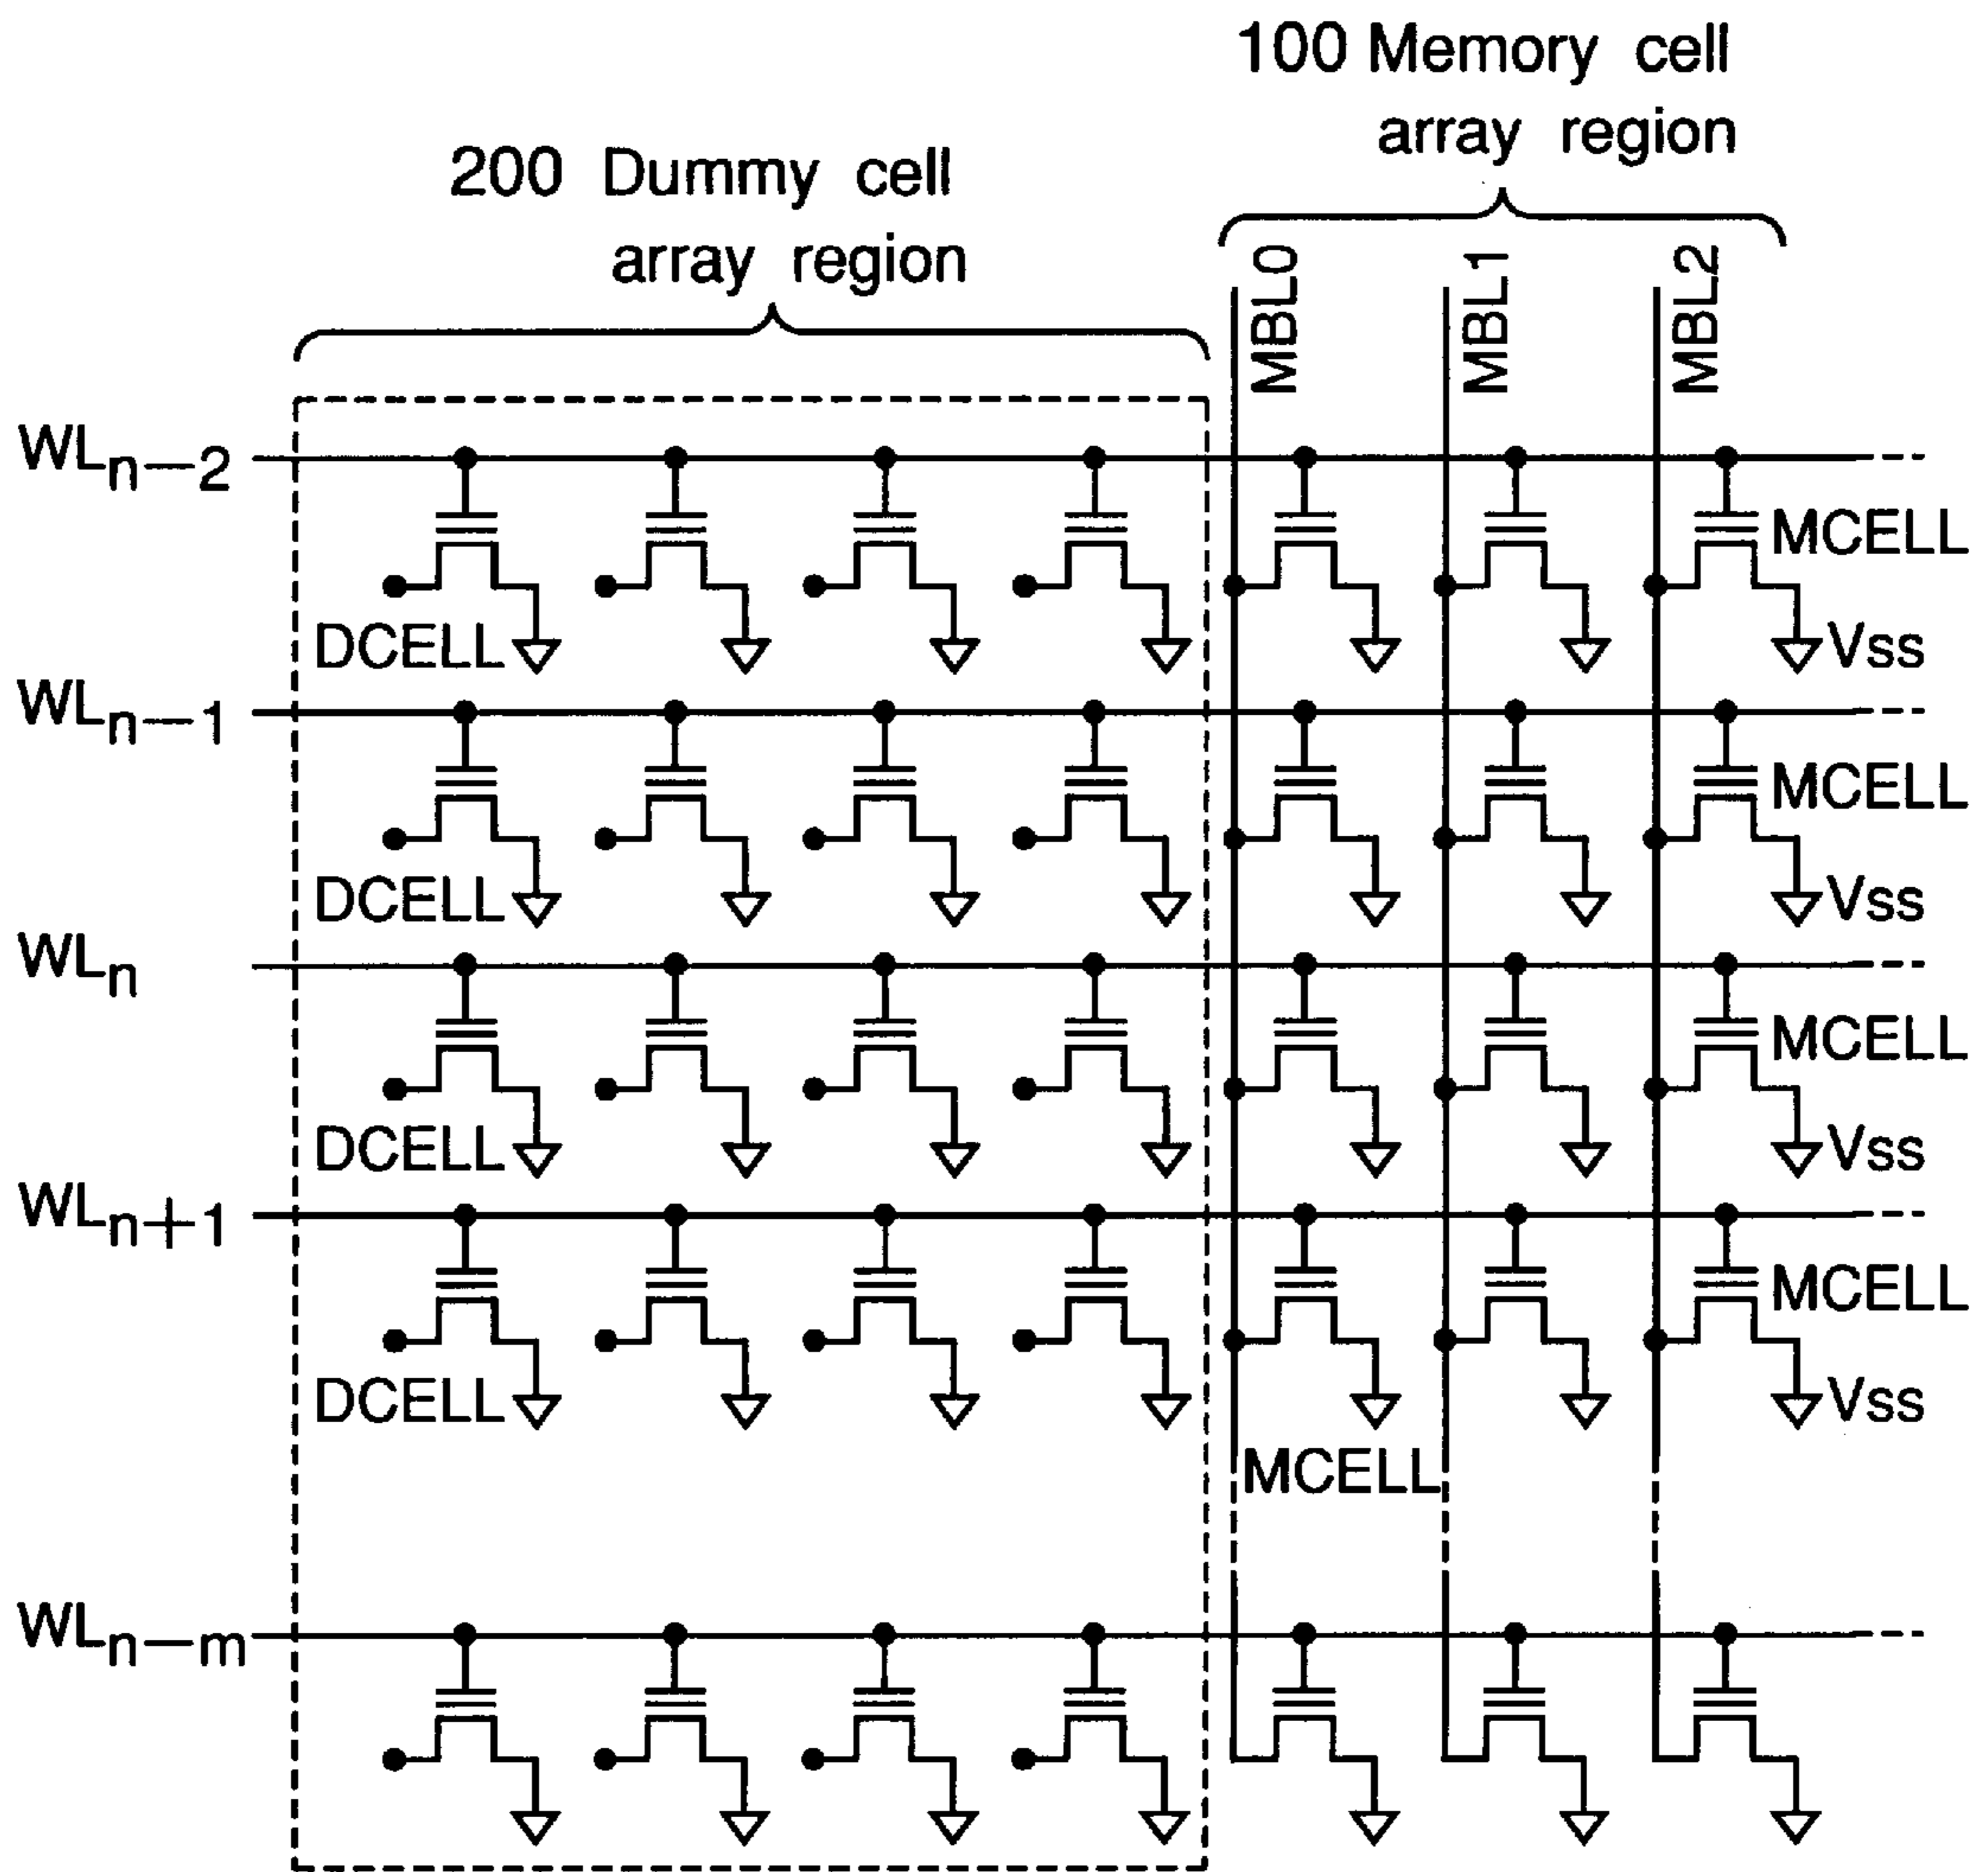 100 Memory cell
array region
200 Dummy cell
array region
MBL0
MBL1
MBL2
WLn−2
MCELL
DCELL
Vss
WLn−1
MCELL
DCELL
Vss
WLn
MCELL
DCELL
Vss
WLn+1
MCELL
DCELL
Vss
MCELL
WLn−m